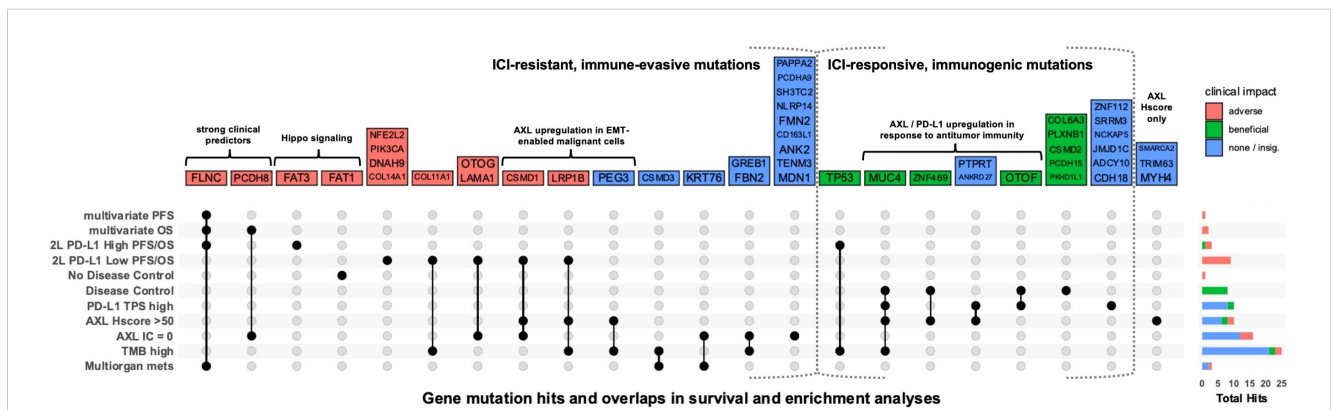 ICI-resistant, immune-evasive mutations
ICI-responsive, immunogenic mutations
strong clinical
predictors
Hippo signaling
AXL upregulation in EMT-
enabled malignant cells
AXL / PD-L1 upregulation in
response to antitumor immunity
AXL
Hscore
only
clinical impact
adverse
beneficial
none / insig.
FLNC
PCDH8
FAT3
FAT1
NFE2L2
PIK3CA
DNAH9
COL14A1
COL11A1
OTOG
LAMA1
CSMD1
LRP1B
PEG3
CSMD3
KRT76
GREB1
FBN2
PAPPA2
PCDHA9
SH3TC2
NLRP14
FMN2
CD163L1
ANK2
TENM3
MDN1
TP53
MUC4
ZNF469
PTPRT
ANKRD27
OTOF
COL6A3
PLXNB1
CSMD2
PCDH15
PKHD1L1
ZNF112
SRRM3
NCKAP5
JMJD1C
ADCY10
CDH18
SMARCA2
TRIM63
MYH4
multivariate PFS
multivariate OS
2L PD-L1 High PFS/OS
2L PD-L1 Low PFS/OS
No Disease Control
Disease Control
PD-L1 TPS high
AXL Hscore >50
AXL IC = 0
TMB high
Multiorgan mets
0 5 10 15 20 25
Total Hits
Gene mutation hits and overlaps in survival and enrichment analyses